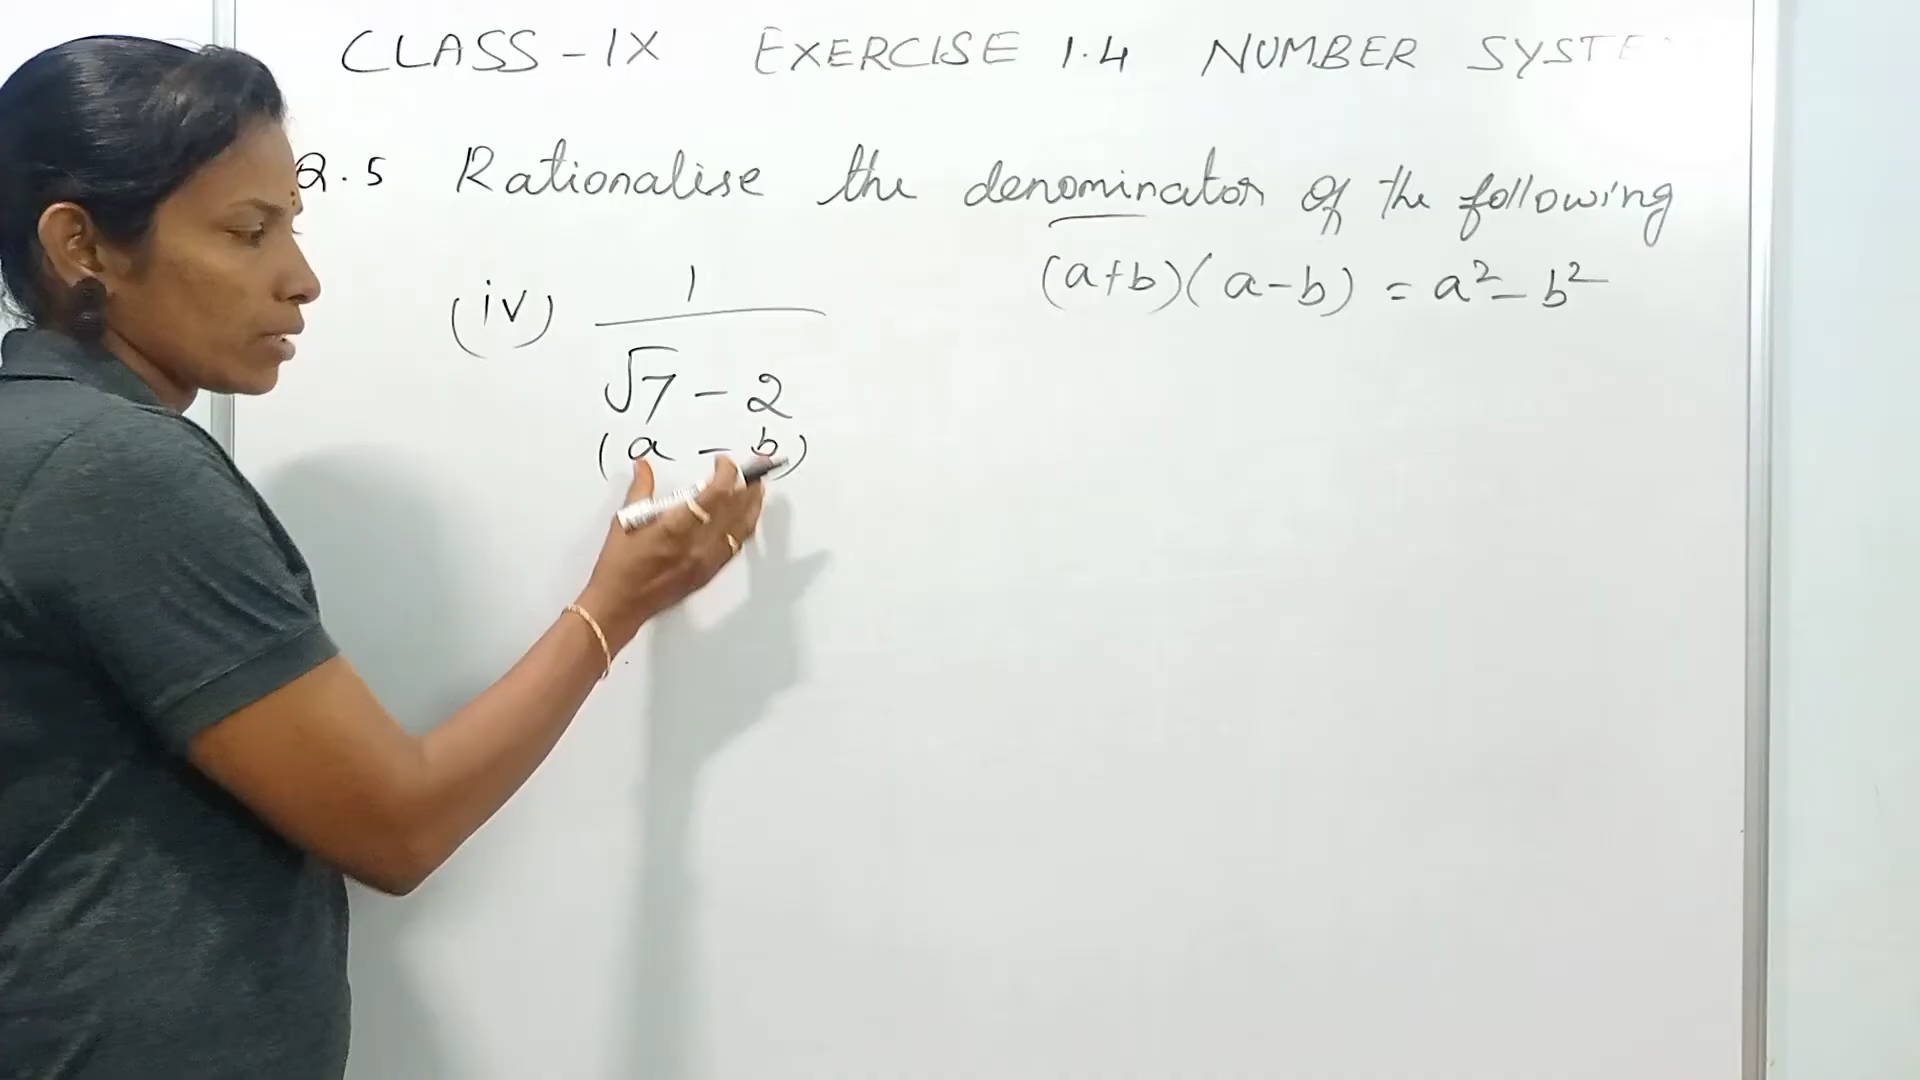 CLASS - IX EXERCISE 1.4 NUMBER SYSTE
Q.5 Rationalise the denominator of the following
(a+b)(a-b) = a²-b²
(iv) 1
√7 - 2
(a - b)